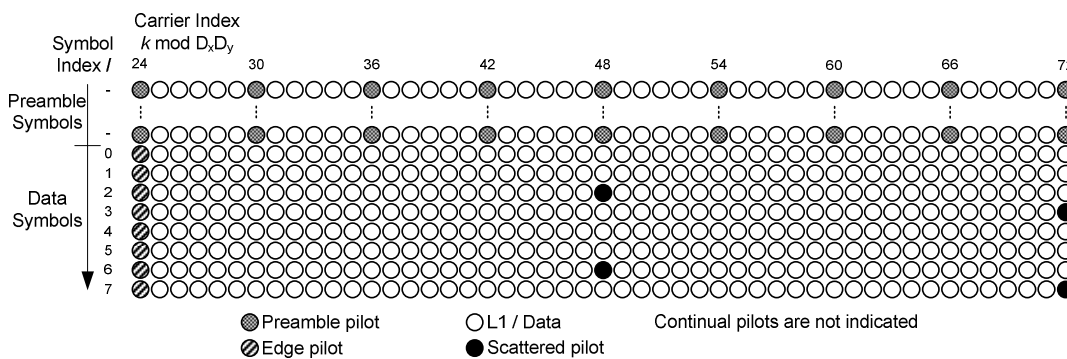 Carrier Index
Symbol k mod DxDy
Index l 24 30 36 42 48 54 60 66 72
-
Preamble
Symbols
-
0
1
2
Data
Symbols
3
4
5
6
7
Preamble pilot L1 / Data Continual pilots are not indicated
Edge pilot Scattered pilot